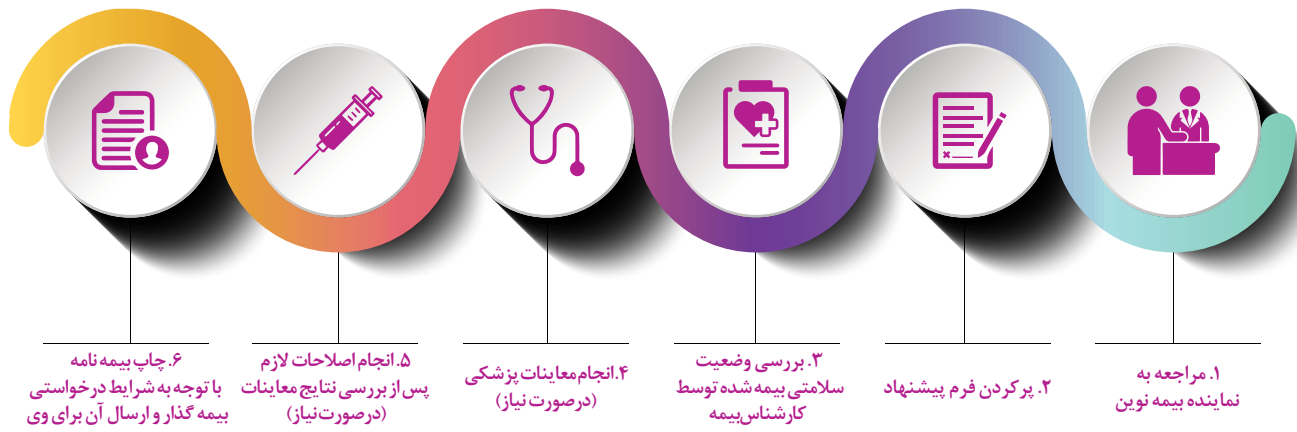 ۱. مراجعه به
نماینده بیمه نوین
۲. پر کردن فرم پیشنهاد
۳. بررسی وضعیت
سلامتی بیمه شده توسط
کارشناس بیمه
۴. انجام معاینات پزشکی
(درصورت نیاز)
۵. انجام اصلاحات لازم
پس از بررسی نتایج معاینات
(درصورت نیاز)
۶. چاپ بیمه نامه
با توجه به شرایط درخواستی
بیمه گذار و ارسال آن برای وی